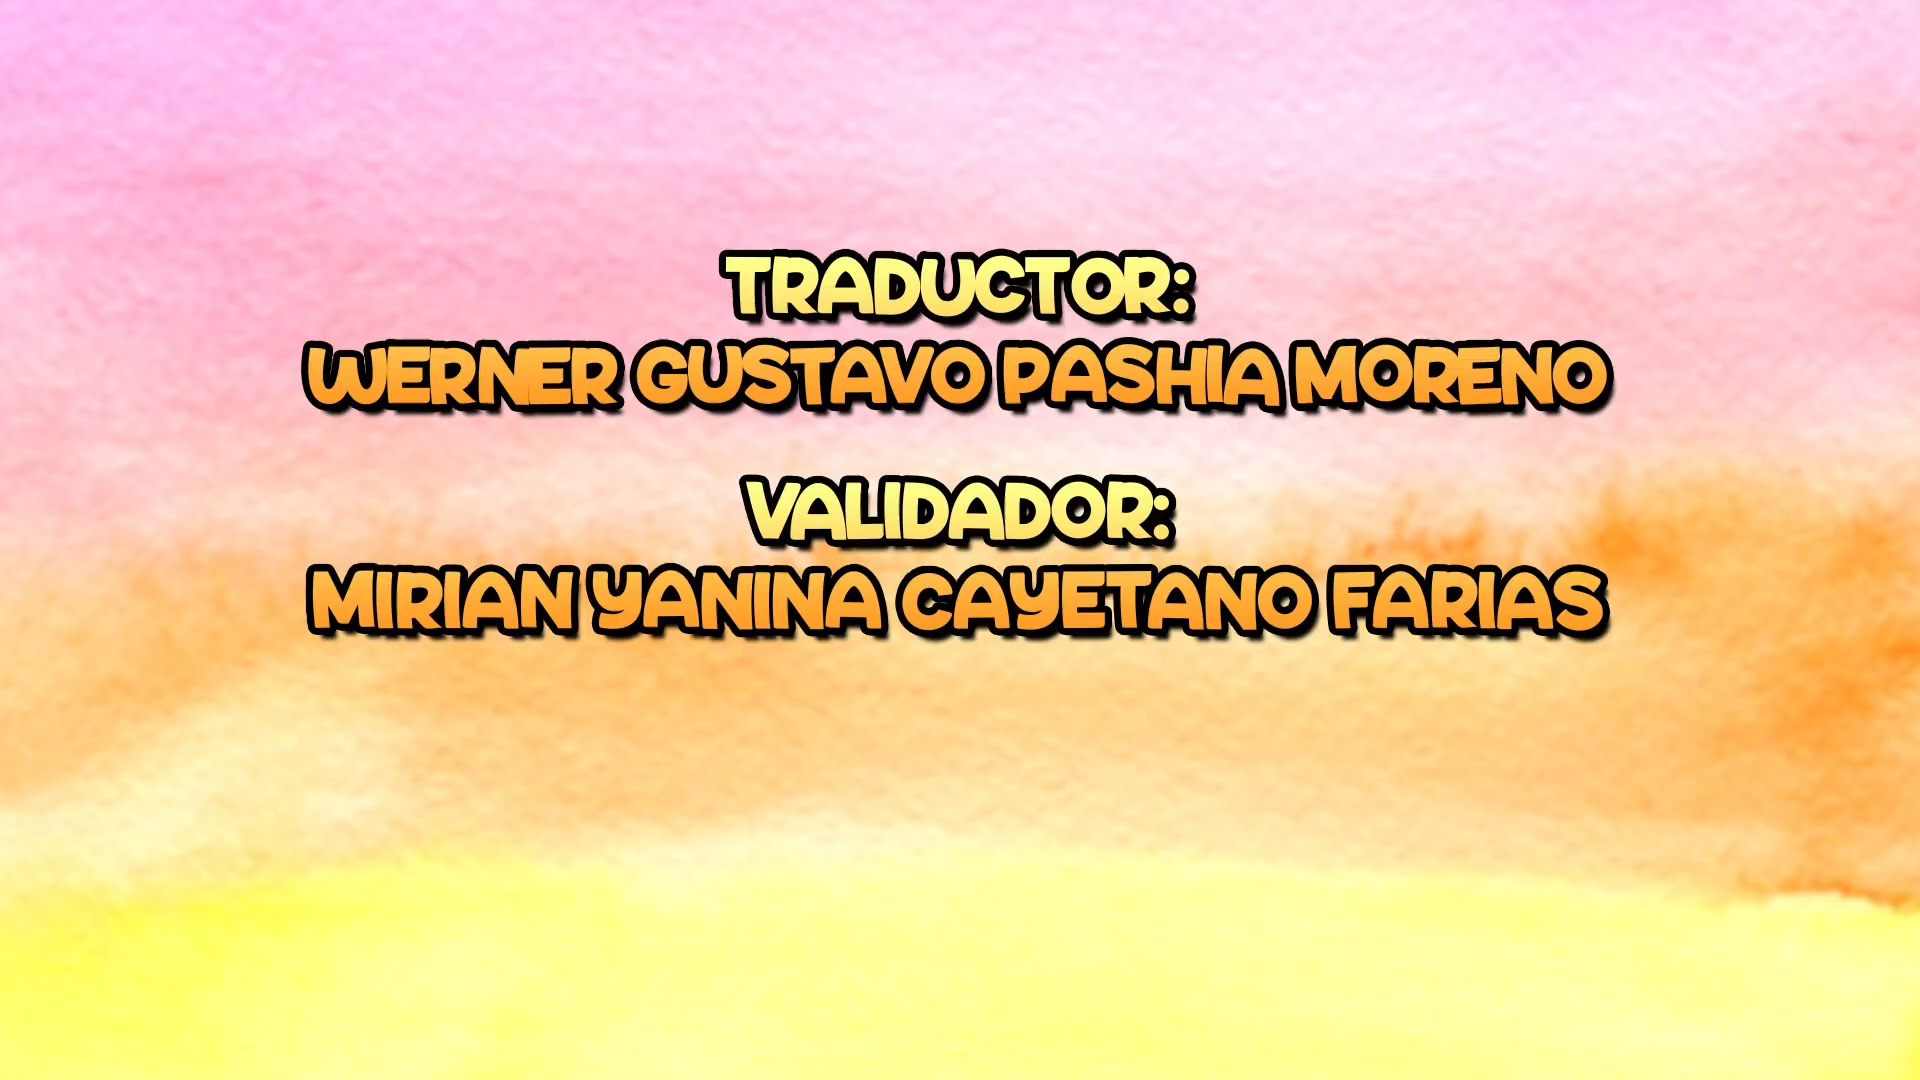 TRADUCTOR:
WERNER GUSTAVO PASHIA MORENO
VALIDADOR:
MIRIAN YANINA CAYETANO FARIAS